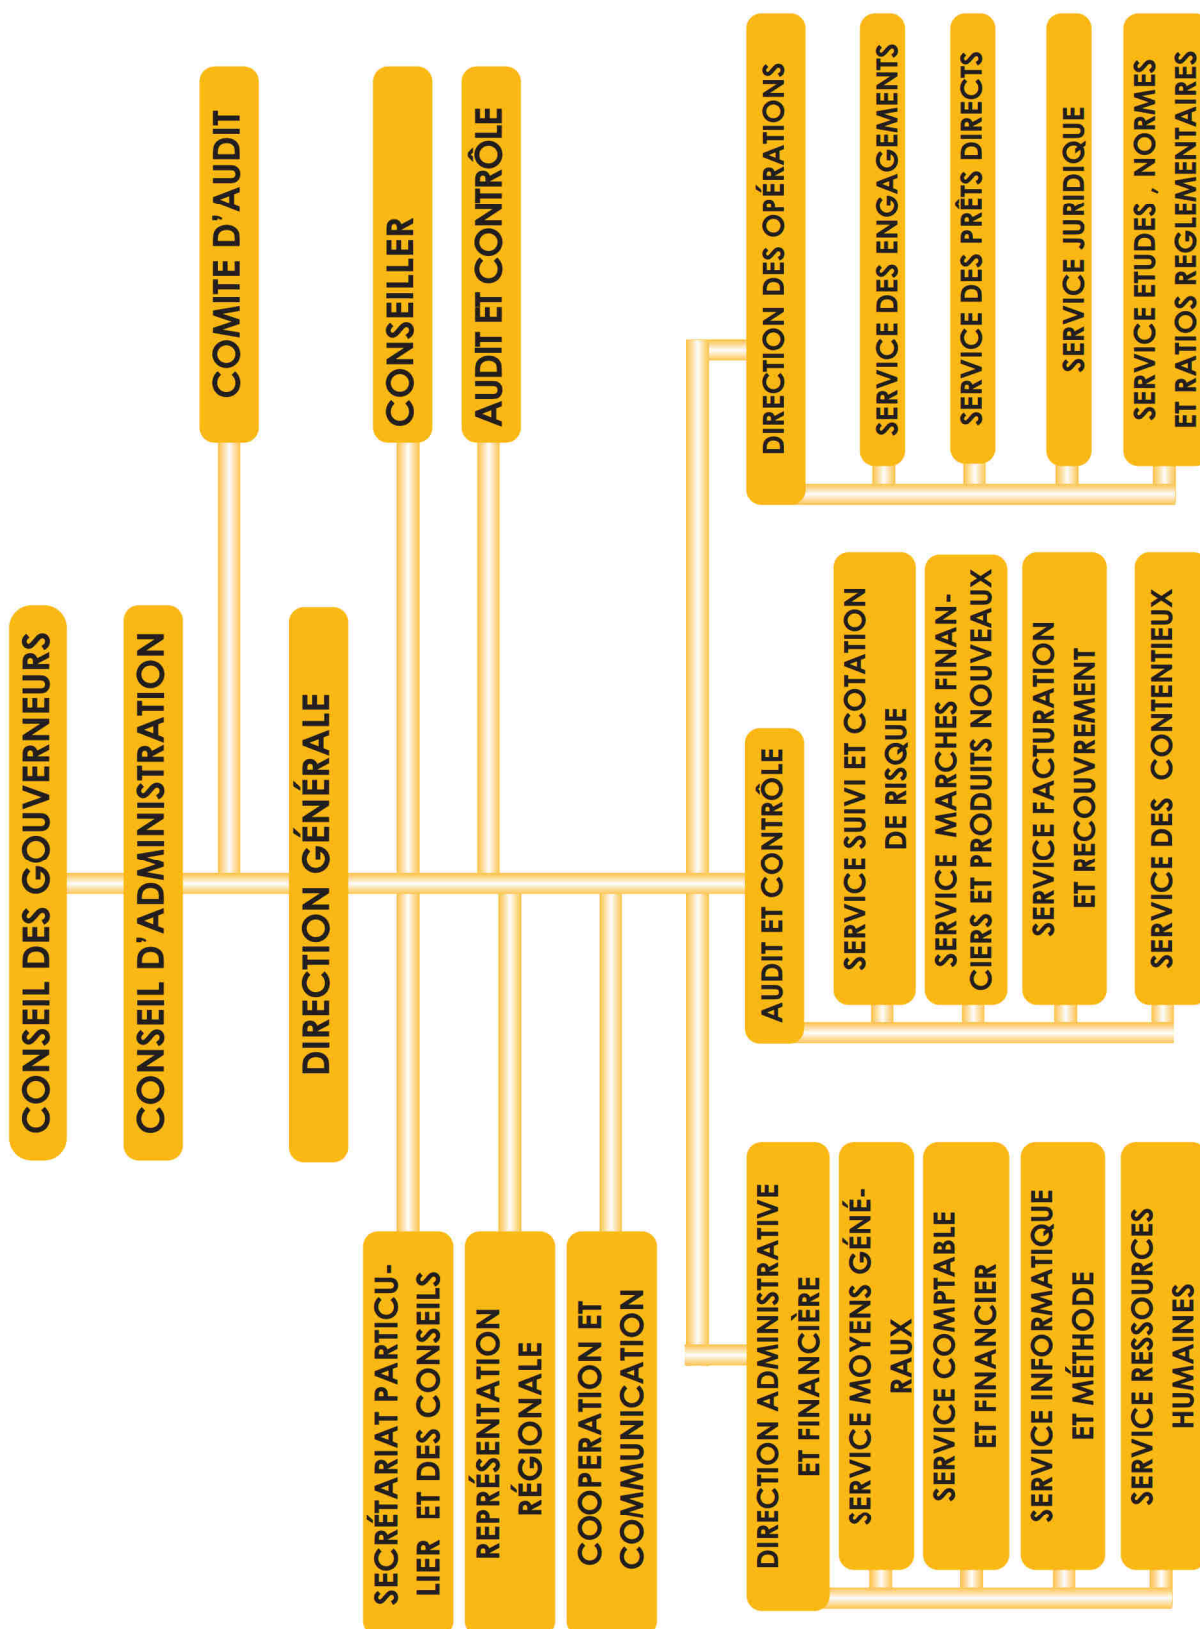 CONSEIL DES GOUVERNEURS
CONSEIL D'ADMINISTRATION
COMITE D'AUDIT
DIRECTION GÉNÉRALE
SECRÉTARIAT PARTICU-
LIER ET DES CONSEILS
CONSEILLER
REPRÉSENTATION
RÉGIONALE
AUDIT ET CONTRÔLE
COOPERATION ET
COMMUNICATION
DIRECTION ADMINISTRATIVE
ET FINANCIÈRE
SERVICE MOYENS GÉNÉ-
RAUX
SERVICE COMPTABLE
ET FINANCIER
SERVICE INFORMATIQUE
ET MÉTHODE
SERVICE RESSOURCES
HUMAINES
AUDIT ET CONTRÔLE
SERVICE SUIVI ET COTATION
DE RISQUE
SERVICE MARCHES FINAN-
CIERS ET PRODUITS NOUVEAUX
SERVICE FACTURATION
ET RECOUVREMENT
SERVICE DES CONTENTIEUX
DIRECTION DES OPÉRATIONS
SERVICE DES ENGAGEMENTS
SERVICE DES PRÊTS DIRECTS
SERVICE JURIDIQUE
SERVICE ETUDES , NORMES
ET RATIOS REGLEMENTAIRES